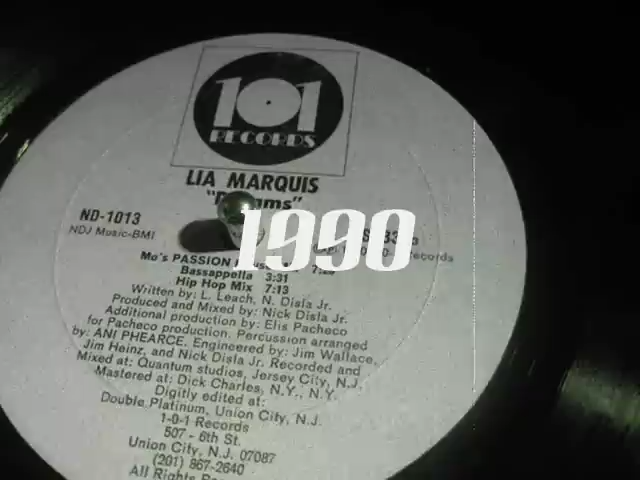 101
RECORDS
LIA MARQUIS
ND-1013
NDJ Music-BMI
1990
Records
Mo's PASSION
Bassappella 3:31
Hip Hop Mix 7:13
Written by: L. Leach, N. Disla Jr.
Produced and Mixed by: Nick Disla Jr.
Additional production by: Elis Pacheco
for Pacheco production. Percussion arranged
by: ANI PHEARCE. Engineered by: Jim Wallace,
Jim Heinz, and Nick Disla Jr. Recorded and
Mixed at: Quantum studios, Jersey City, N.J.
Mastered at: Dick Charles, N.Y., N.Y.
Digitly edited at:
Double Platinum, Union City, N.J.
1-0-1 Records
507 - 6th St.
Union City, N.J. 07087
(201) 867-2640
All Rights